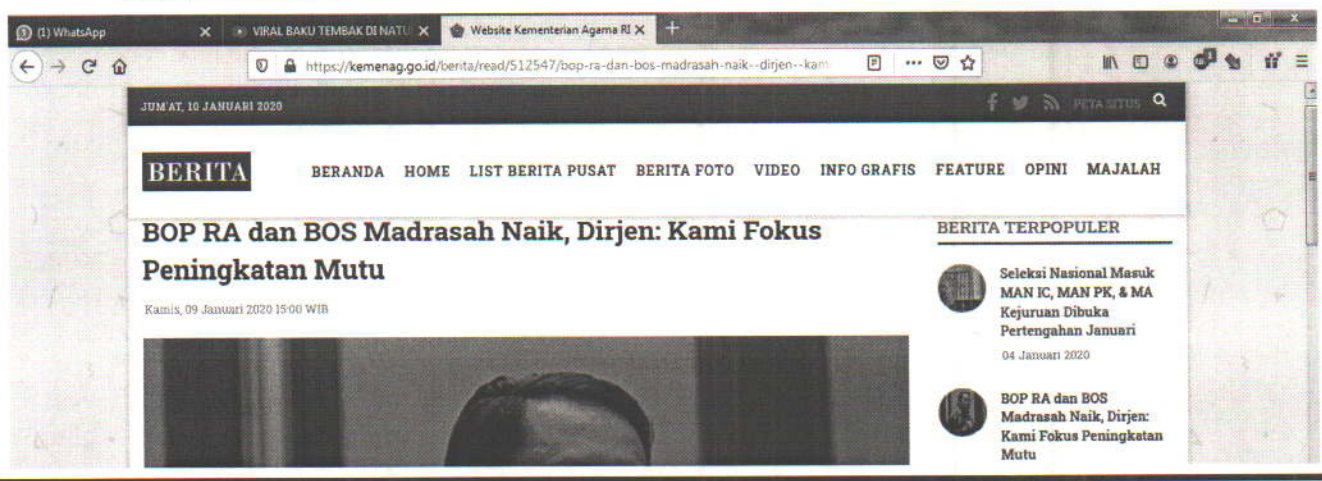 (1) WhatsApp
VIRAL BAKU TEMBAK DI NATU
Website Kementerian Agama RI
https://kemenag.go.id/berita/read/512547/bop-ra-dan-bos-madrasah-naik--dirjen--kam
JUM'AT, 10 JANUARI 2020
PETA SITUS
BERITA
BERANDA HOME LIST BERITA PUSAT BERITA FOTO VIDEO INFO GRAFIS FEATURE OPINI MAJALAH
BOP RA dan BOS Madrasah Naik, Dirjen: Kami Fokus
Peningkatan Mutu
Kamis, 09 Januari 2020 15:00 WIB
BERITA TERPOPULER
Seleksi Nasional Masuk
MAN IC, MAN PK, & MA
Kejuruan Dibuka
Pertengahan Januari
04 Januari 2020
BOP RA dan BOS
Madrasah Naik, Dirjen:
Kami Fokus Peningkatan
Mutu